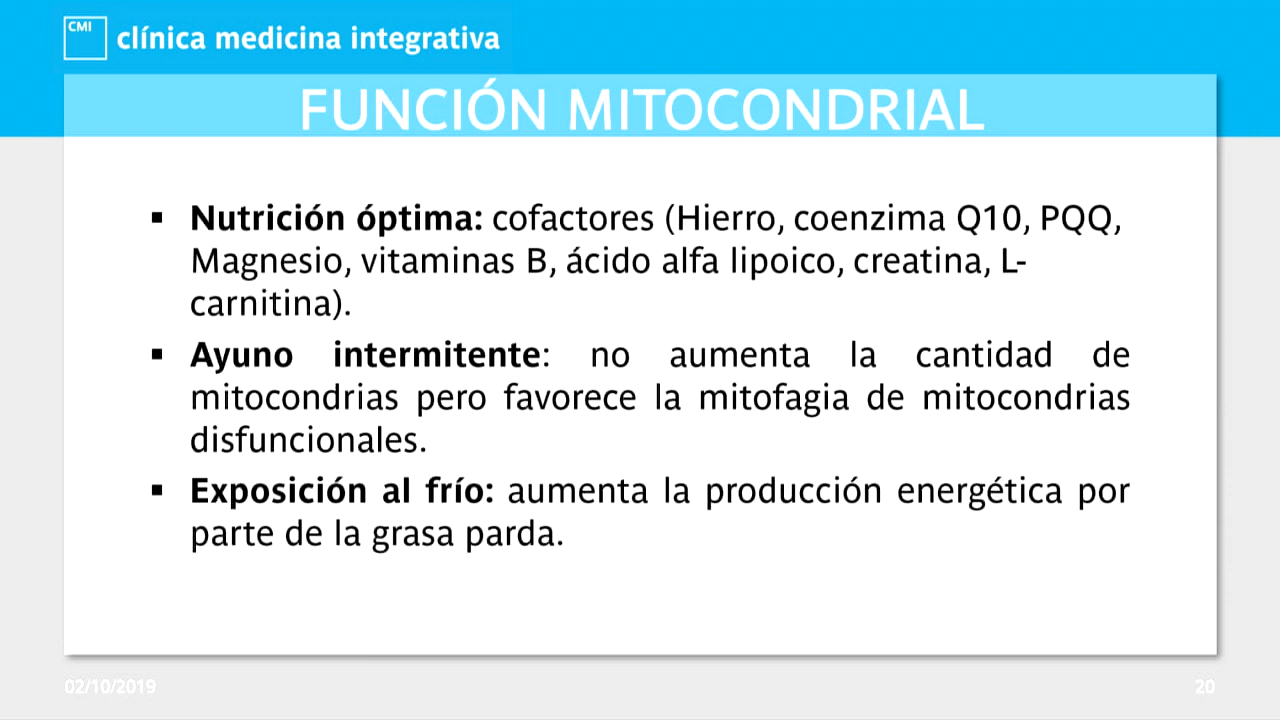 CMI
clínica medicina integrativa
FUNCIÓN MITOCONDRIAL
▪ Nutrición óptima: cofactores (Hierro, coenzima Q10, PQQ,
Magnesio, vitaminas B, ácido alfa lipoico, creatina, L-
carnitina).
▪ Ayuno intermitente: no aumenta la cantidad de
mitocondrias pero favorece la mitofagia de mitocondrias
disfuncionales.
▪ Exposición al frío: aumenta la producción energética por
parte de la grasa parda.
02/10/2019
20